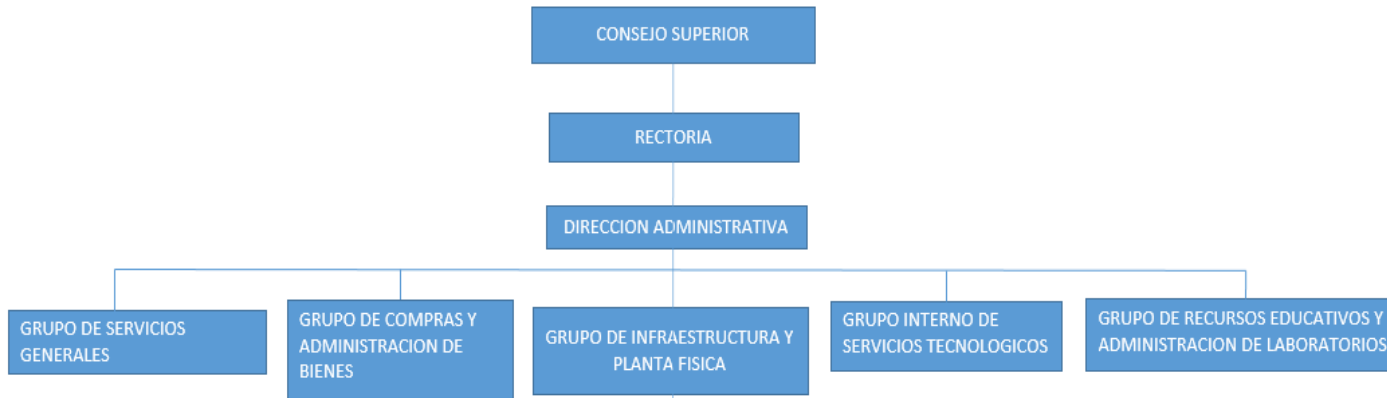 CONSEJO SUPERIOR
RECTORIA
DIRECCION ADMINISTRATIVA
GRUPO DE SERVICIOS
GENERALES
GRUPO DE COMPRAS Y
ADMINISTRACION DE
BIENES
GRUPO DE INFRAESTRUCTURA Y
PLANTA FISICA
GRUPO INTERNO DE
SERVICIOS TECNOLOGICOS
GRUPO DE RECURSOS EDUCATIVOS Y
ADMINISTRACION DE LABORATORIOS